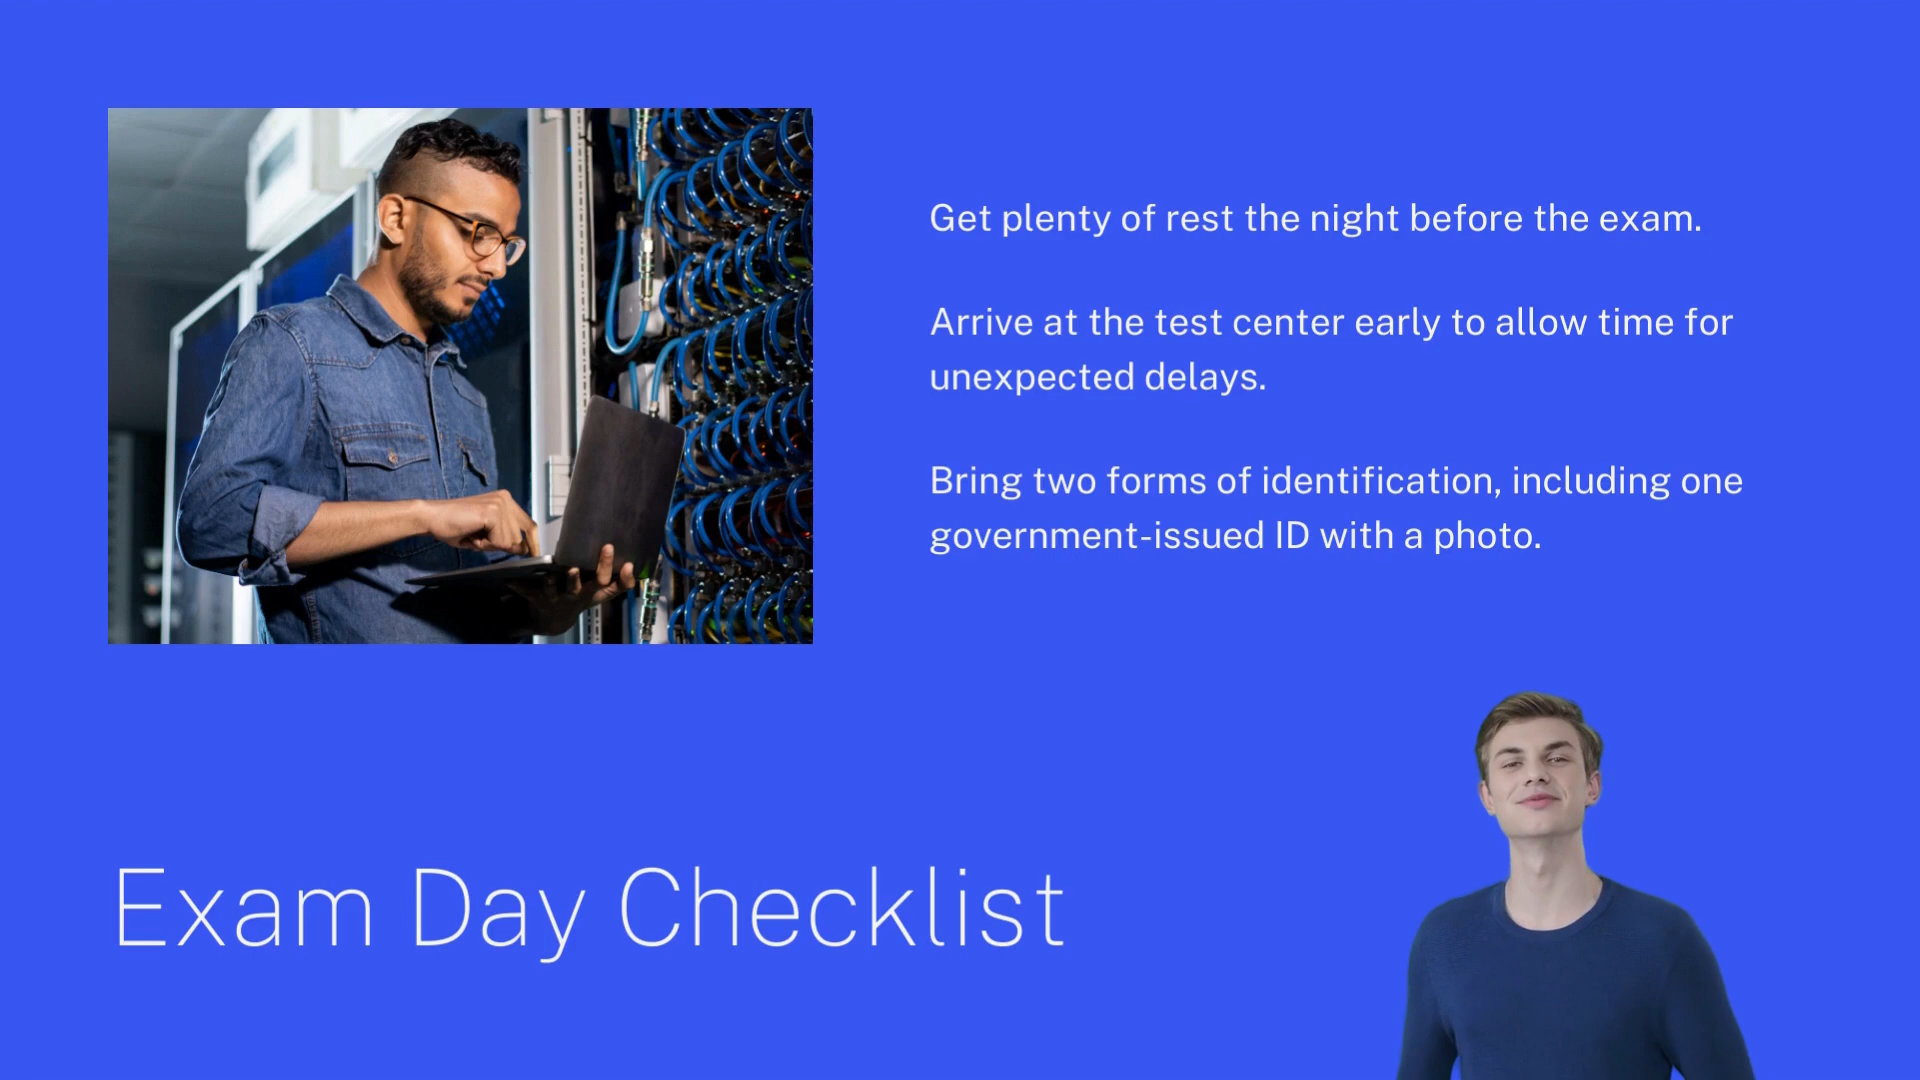 Get plenty of rest the night before the exam.
Arrive at the test center early to allow time for
unexpected delays.
Bring two forms of identification, including one
government-issued ID with a photo.
Exam Day Checklist